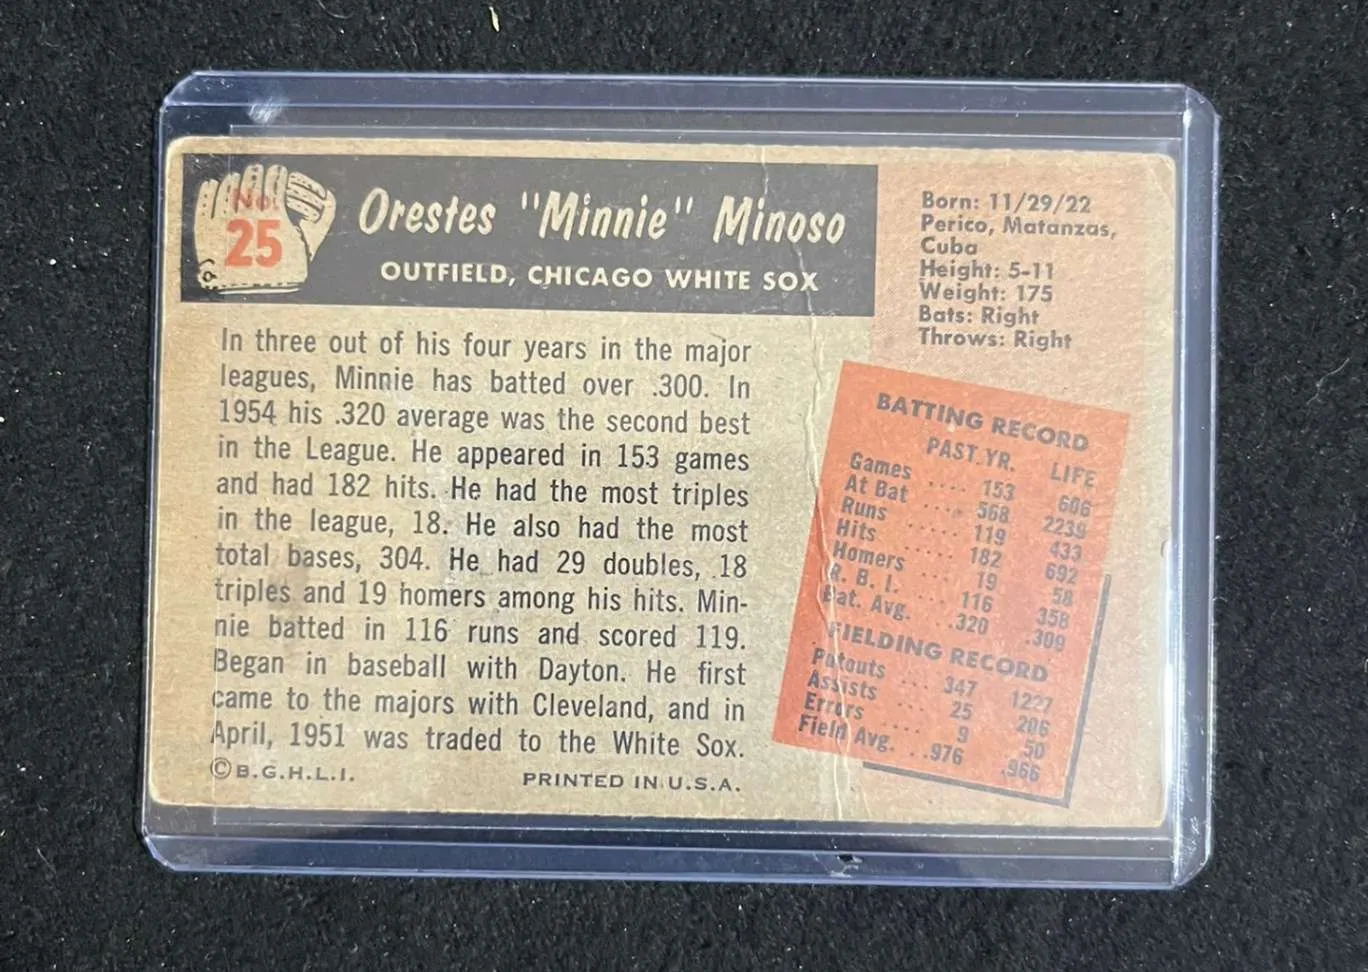 No.
25
Orestes "Minnie" Minoso
OUTFIELD, CHICAGO WHITE SOX
Born: 11/29/22
Perico, Matanzas,
Cuba
Height: 5-11
Weight: 175
Bats: Right
Throws: Right
In three out of his four years in the major
leagues, Minnie has batted over .300. In
1954 his .320 average was the second best
in the League. He appeared in 153 games
and had 182 hits. He had the most triples
in the league, 18. He also had the most
total bases, 304. He had 29 doubles, 18
triples and 19 homers among his hits. Min-
nie batted in 116 runs and scored 119.
Began in baseball with Dayton. He first
came to the majors with Cleveland, and in
April, 1951 was traded to the White Sox.
©B.G.H.L.I. PRINTED IN U.S.A.
BATTING RECORD
PAST YR. LIFE
Games .... 153 606
At Bat .... 568 2239
Runs ..... 119 433
Hits ..... 182 692
Homers .... 19 58
R. B. I. ... 116 358
Bat. Avg. ...320 .309
FIELDING RECORD
Putouts ... 347 1227
Assists .... 25 206
Errors .... 9 50
Field Avg. ..976 .966